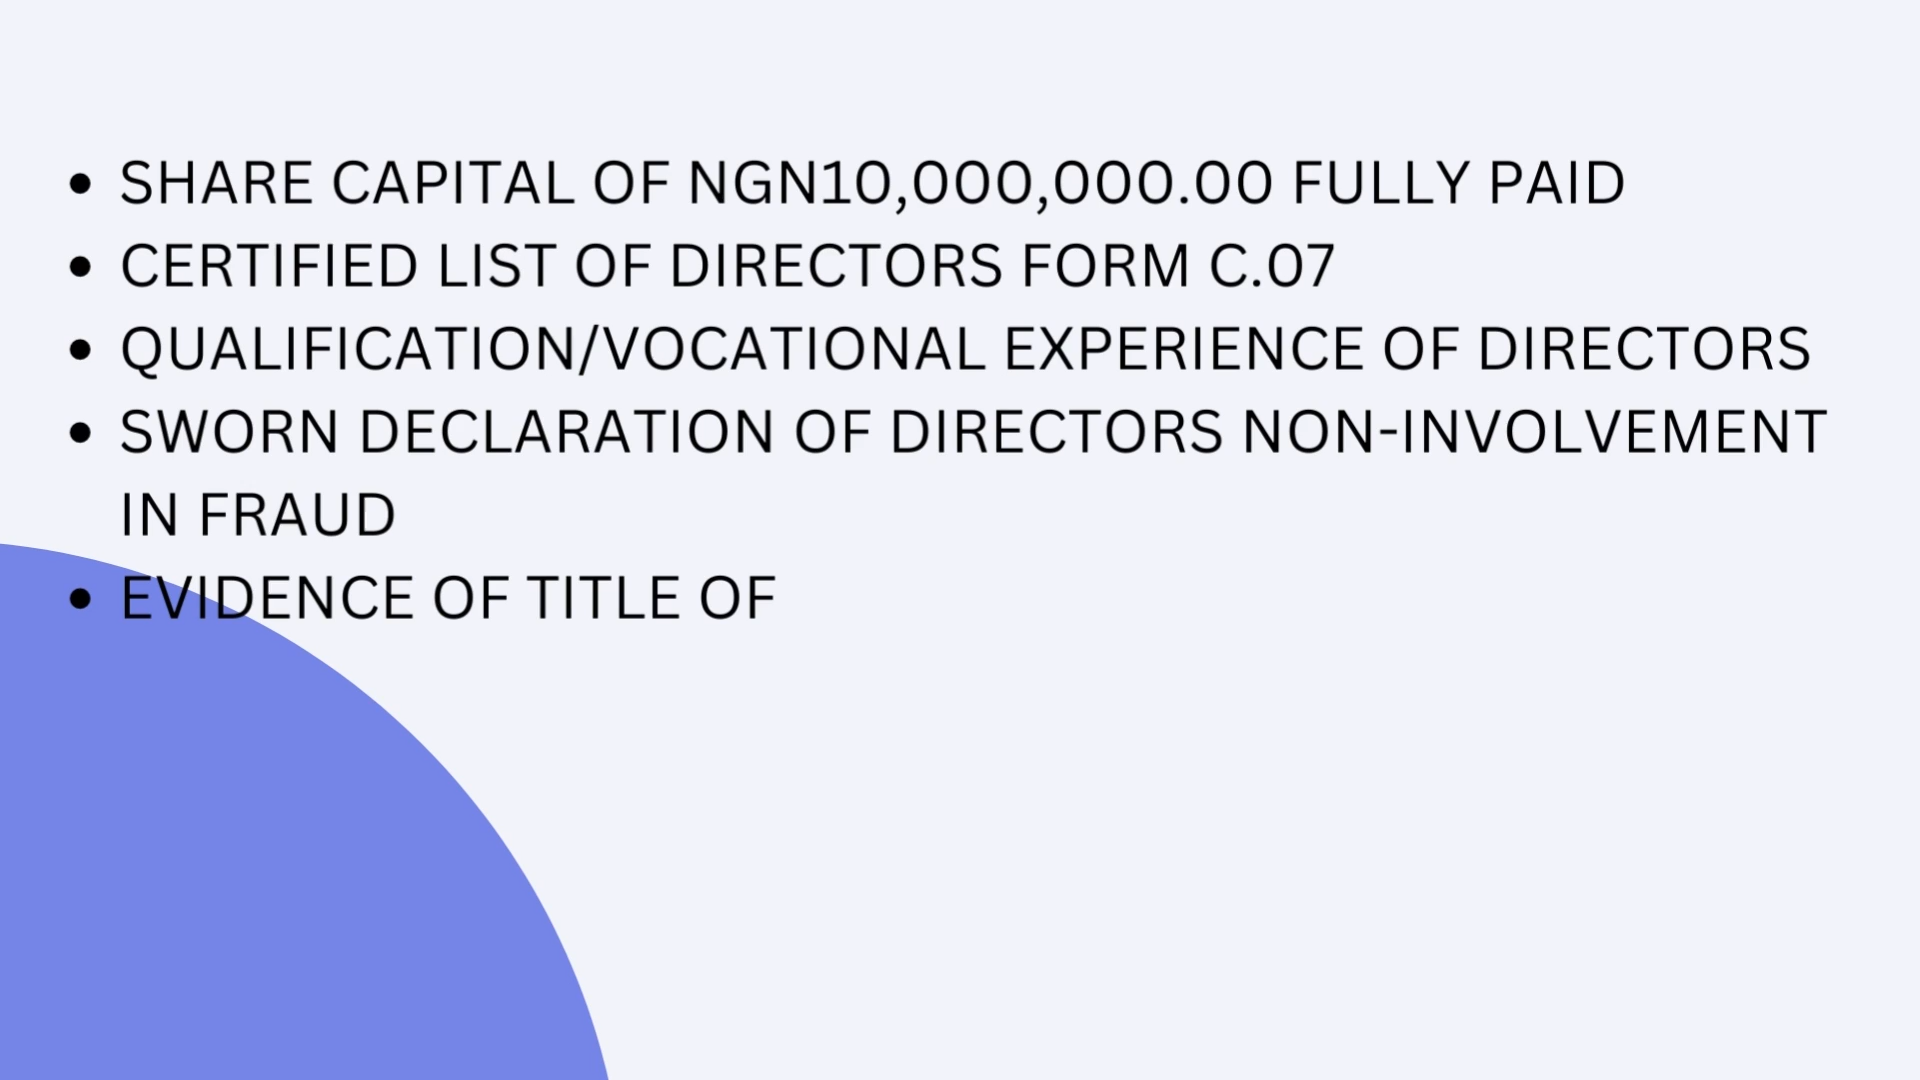 • SHARE CAPITAL OF NGN10,000,000.00 FULLY PAID
• CERTIFIED LIST OF DIRECTORS FORM C.07
• QUALIFICATION/VOCATIONAL EXPERIENCE OF DIRECTORS
• SWORN DECLARATION OF DIRECTORS NON-INVOLVEMENT
IN FRAUD
• EVIDENCE OF TITLE OF